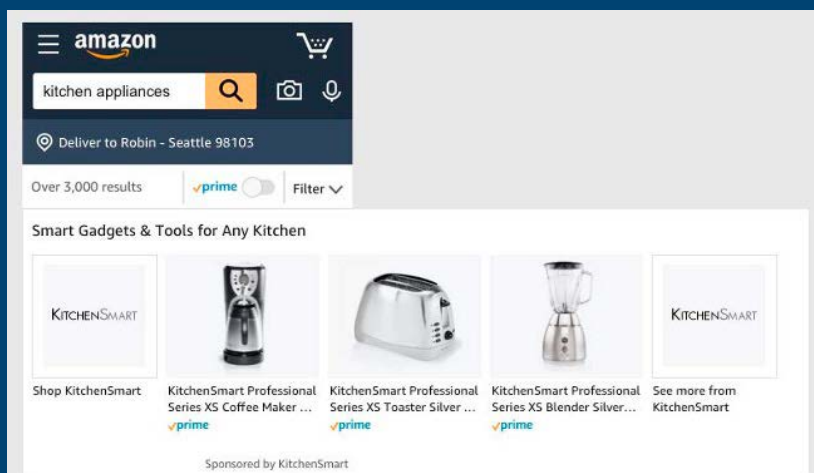 amazon
kitchen appliances
Deliver to Robin - Seattle 98103
Over 3,000 results
prime
Filter
Smart Gadgets & Tools for Any Kitchen
KITCHENSMART
KITCHENSMART
Shop KitchenSmart
KitchenSmart Professional
Series XS Coffee Maker ...
prime
KitchenSmart Professional
Series XS Toaster Silver ...
prime
KitchenSmart Professional
Series XS Blender Silver...
prime
See more from
KitchenSmart
Sponsored by KitchenSmart